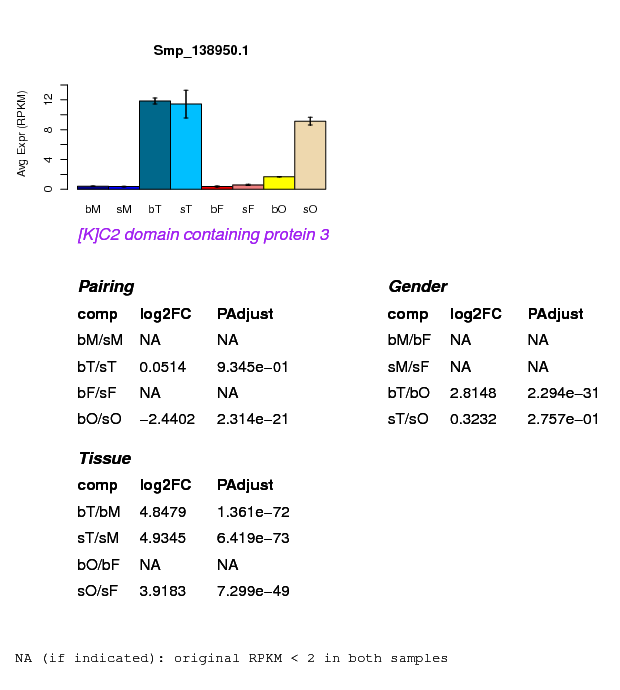 Smp_138950.1
Avg Expr (RPKM)
0 4 8 12
bM sM bT sT bF sF bO sO
[K]C2 domain containing protein 3
Pairing
comp log2FC PAdjust
bM/sM NA NA
bT/sT 0.0514 9.345e−01
bF/sF NA NA
bO/sO −2.4402 2.314e−21
Gender
comp log2FC PAdjust
bM/bF NA NA
sM/sF NA NA
bT/bO 2.8148 2.294e−31
sT/sO 0.3232 2.757e−01
Tissue
comp log2FC PAdjust
bT/bM 4.8479 1.361e−72
sT/sM 4.9345 6.419e−73
bO/bF NA NA
sO/sF 3.9183 7.299e−49
NA (if indicated): original RPKM < 2 in both samples